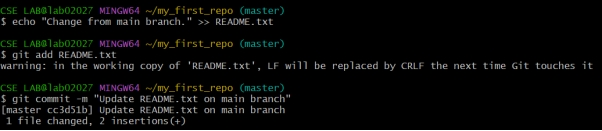 CSE LAB@lab02027 MINGW64 ~/my_first_repo (master)
$ echo "Change from main branch." >> README.txt
CSE LAB@lab02027 MINGW64 ~/my_first_repo (master)
$ git add README.txt
warning: in the working copy of 'README.txt', LF will be replaced by CRLF the next time Git touches it
CSE LAB@lab02027 MINGW64 ~/my_first_repo (master)
$ git commit -m "Update README.txt on main branch"
[master cc3d51b] Update README.txt on main branch
 1 file changed, 2 insertions(+)